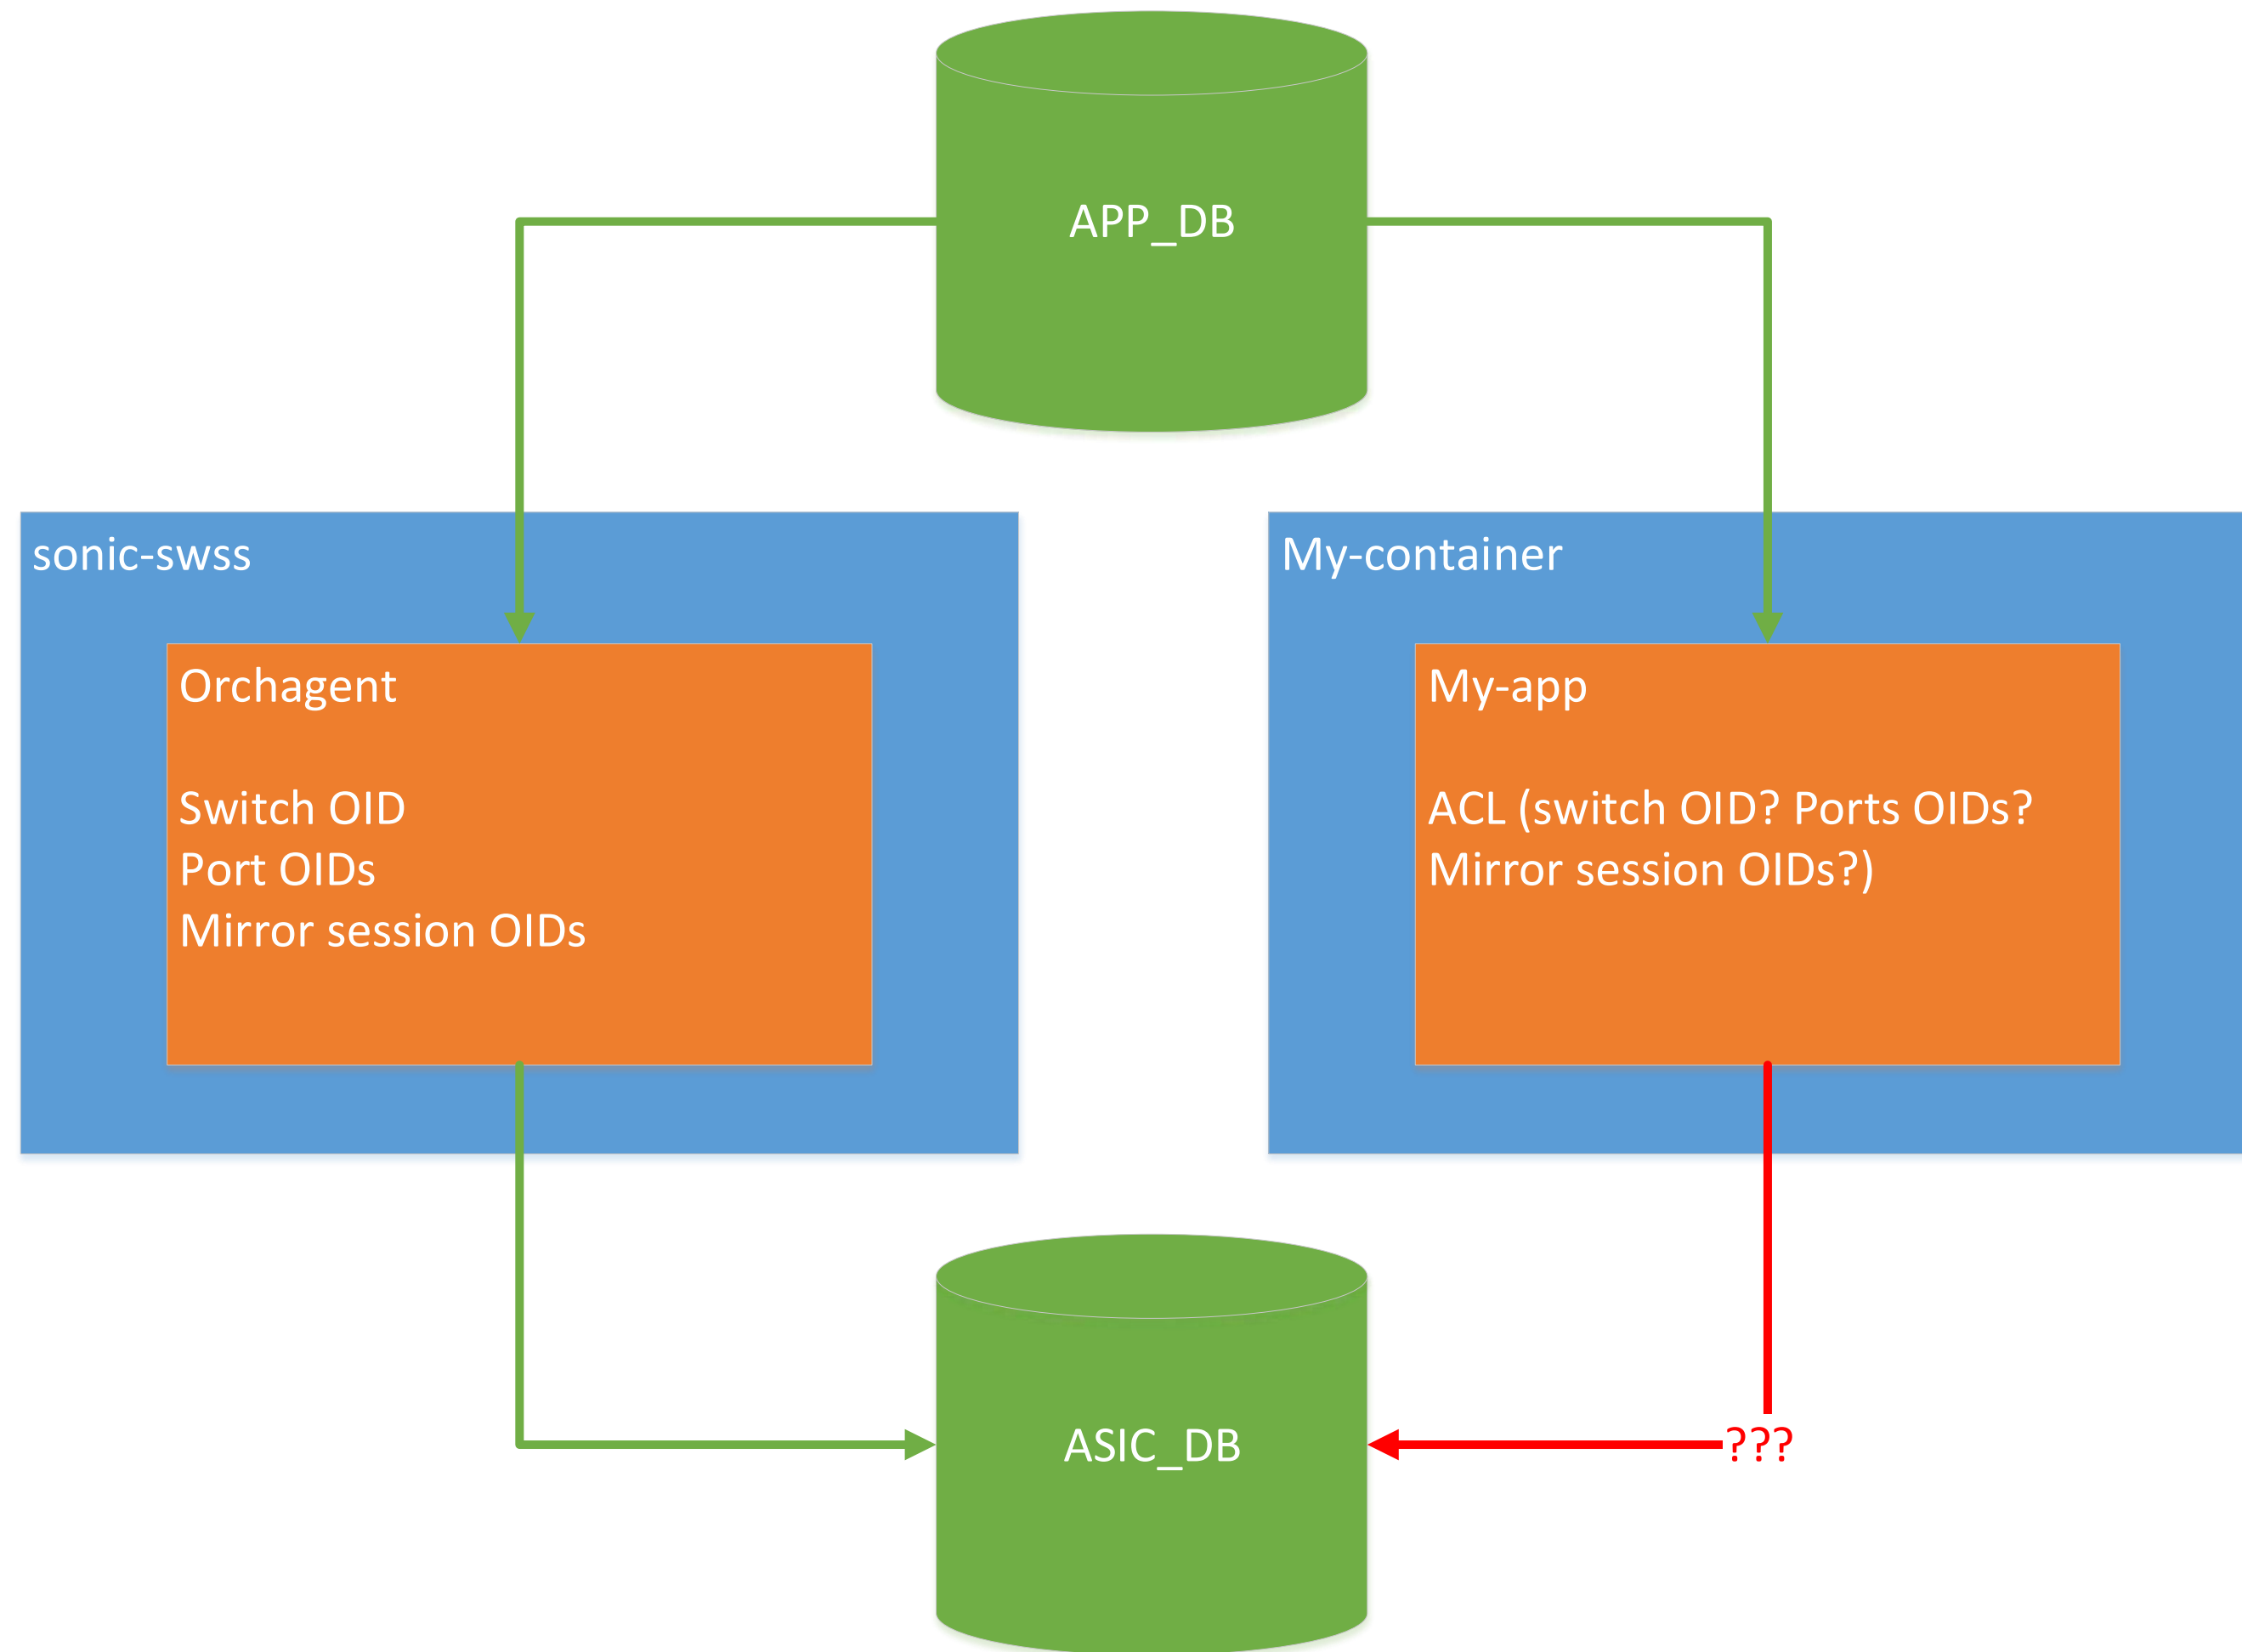 APP_DB
sonic-swss
My-container
Orchagent
Switch OID
Port OIDs
Mirror session OIDs
My-app
ACL (switch OID? Ports OIDs?
Mirror session OIDs?)
ASIC_DB
???